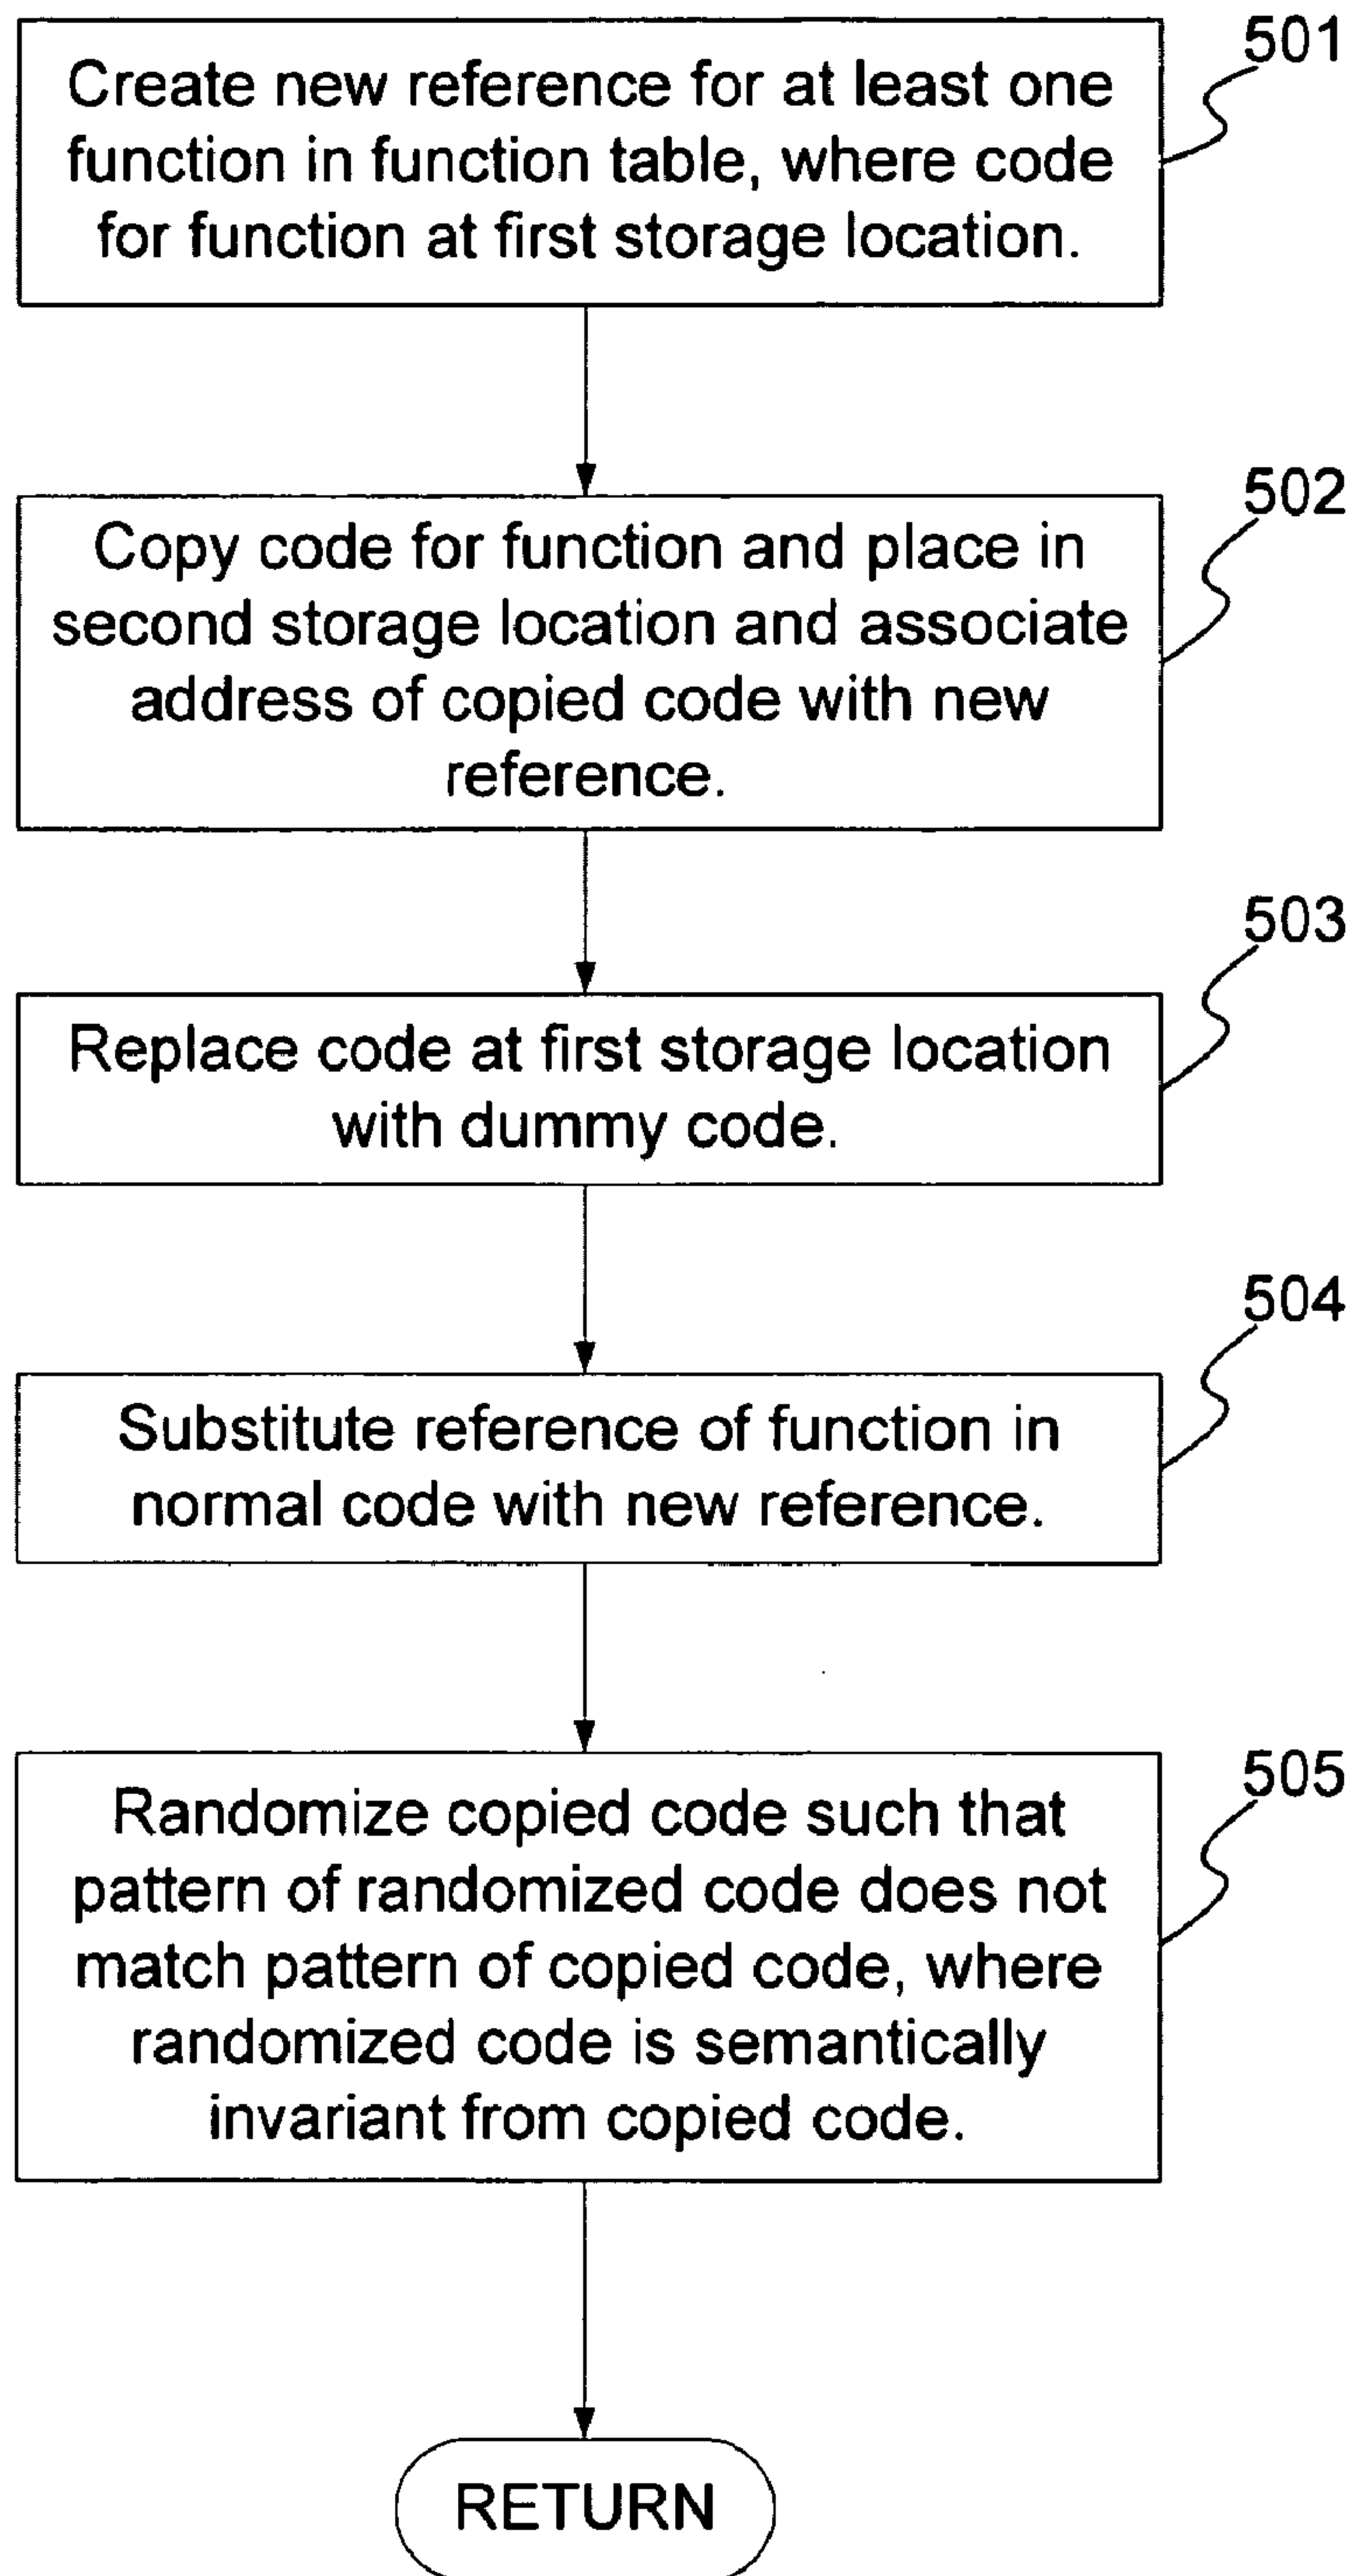 501
Create new reference for at least one
function in function table, where code
for function at first storage location.
502
Copy code for function and place in
second storage location and associate
address of copied code with new
reference.
503
Replace code at first storage location
with dummy code.
504
Substitute reference of function in
normal code with new reference.
505
Randomize copied code such that
pattern of randomized code does not
match pattern of copied code, where
randomized code is semantically
invariant from copied code.
RETURN